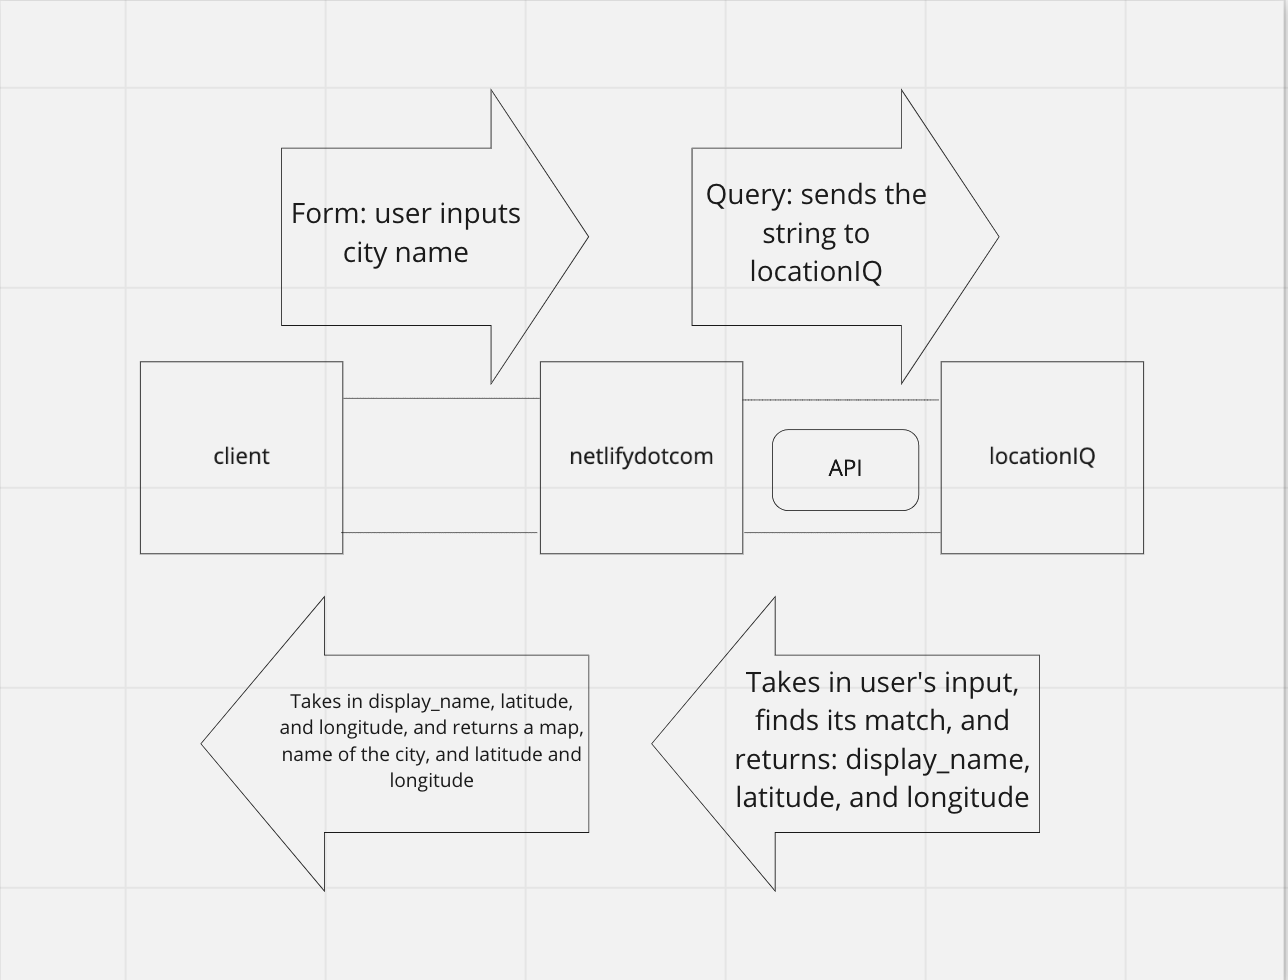 Form: user inputs
city name
Query: sends the
string to
locationIQ
client
netlifydotcom
API
locationIQ
Takes in display_name, latitude,
and longitude, and returns a map,
name of the city, and latitude and
longitude
Takes in user's input,
finds its match, and
returns: display_name,
latitude, and longitude